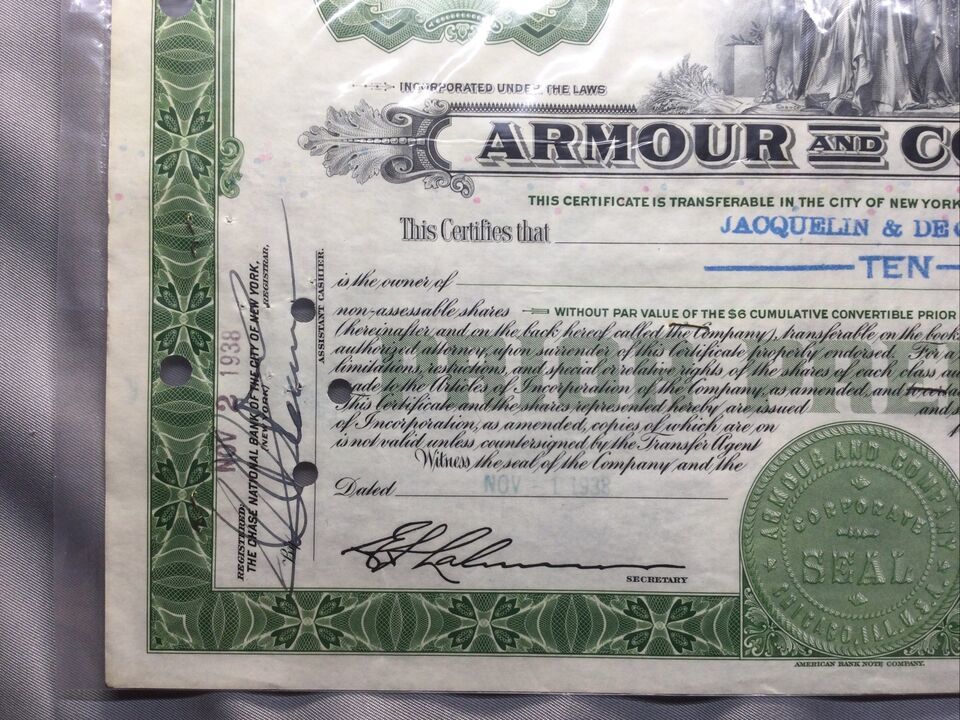 INCORPORATED UNDER THE LAWS
ARMOUR AND CO
THIS CERTIFICATE IS TRANSFERABLE IN THE CITY OF NEW YORK
This Certifies that JACQUELIN & DE
TEN
is the owner of
non-assessable shares WITHOUT PAR VALUE OF THE $6 CUMULATIVE CONVERTIBLE PRIOR
(hereinafter and on the back hereof called the Company), transferable on the book
authorized attorney, upon surrender of this Certificate properly endorsed. For a
limitations, restrictions, and special or relative rights of the shares of each class au
made to the Articles of Incorporation of the Company, as amended, and
This Certificate and the shares represented hereby are issued and s
of Incorporation, as amended, copies of which are on
is not valid unless countersigned by the Transfer Agent
Witness, the seal of the Company and the
Dated NOV - 1 1938
SECRETARY
REGISTERED:
THE CHASE NATIONAL BANK OF THE CITY OF NEW YORK,
NEW YORK REGISTRAR,
By
NOV 2 1938
ASSISTANT CASHIER.
ARMOUR AND COMPANY
CORPORATE
SEAL
CHICAGO, ILL. U.S.
AMERICAN BANK NOTE COMPANY.